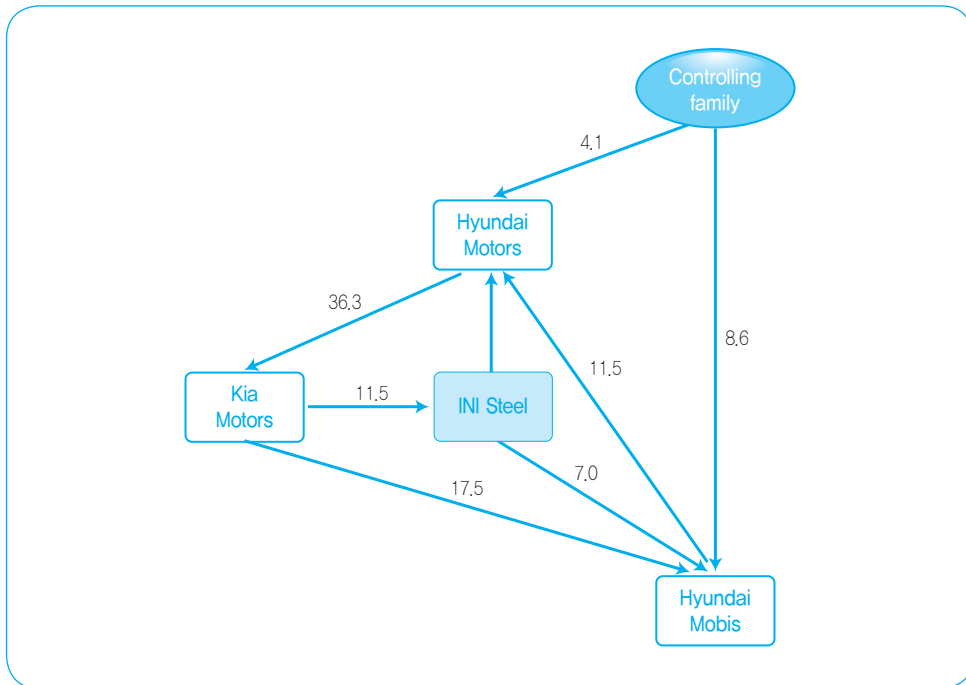 Controlling
family
4.1
Hyundai
Motors
36.3
11.5
8.6
Kia
Motors
11.5
INI Steel
17.5
7.0
Hyundai
Mobis